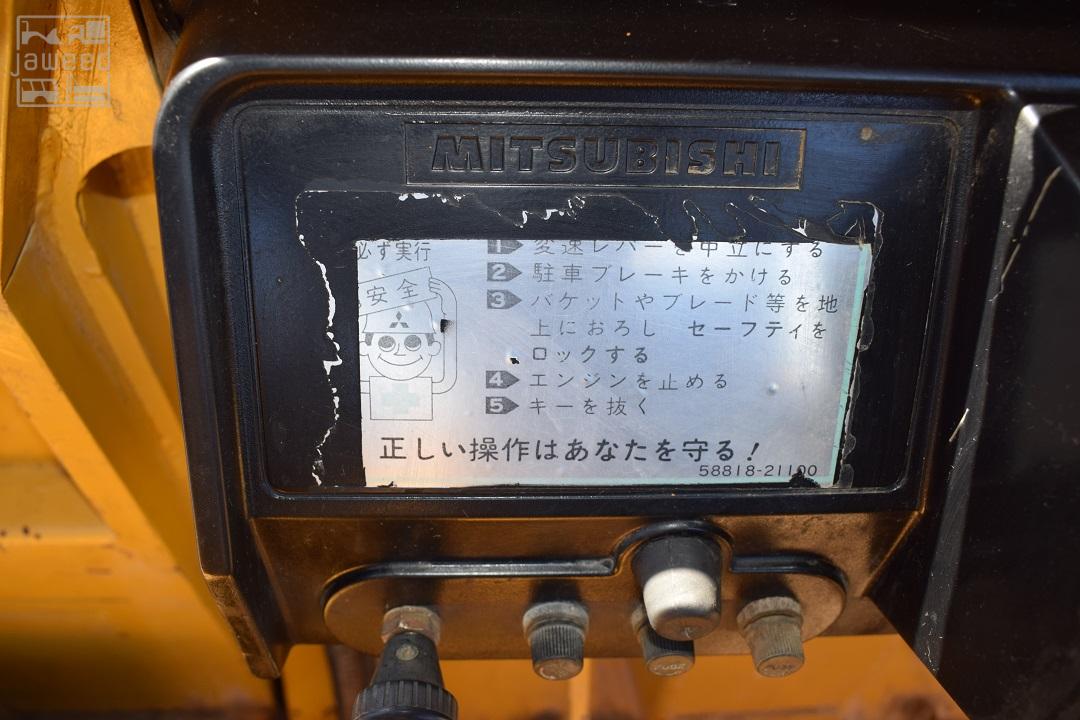 jaweed
MITSUBISHI
必ず実行
安全
1 変速レバーを中立にする
2 駐車ブレーキをかける
3 バケットやブレード等を地
上におろし セーフティを
ロックする
4 エンジンを止める
5 キーを抜く
正しい操作はあなたを守る!
58818-21100
FUSE
FUSE